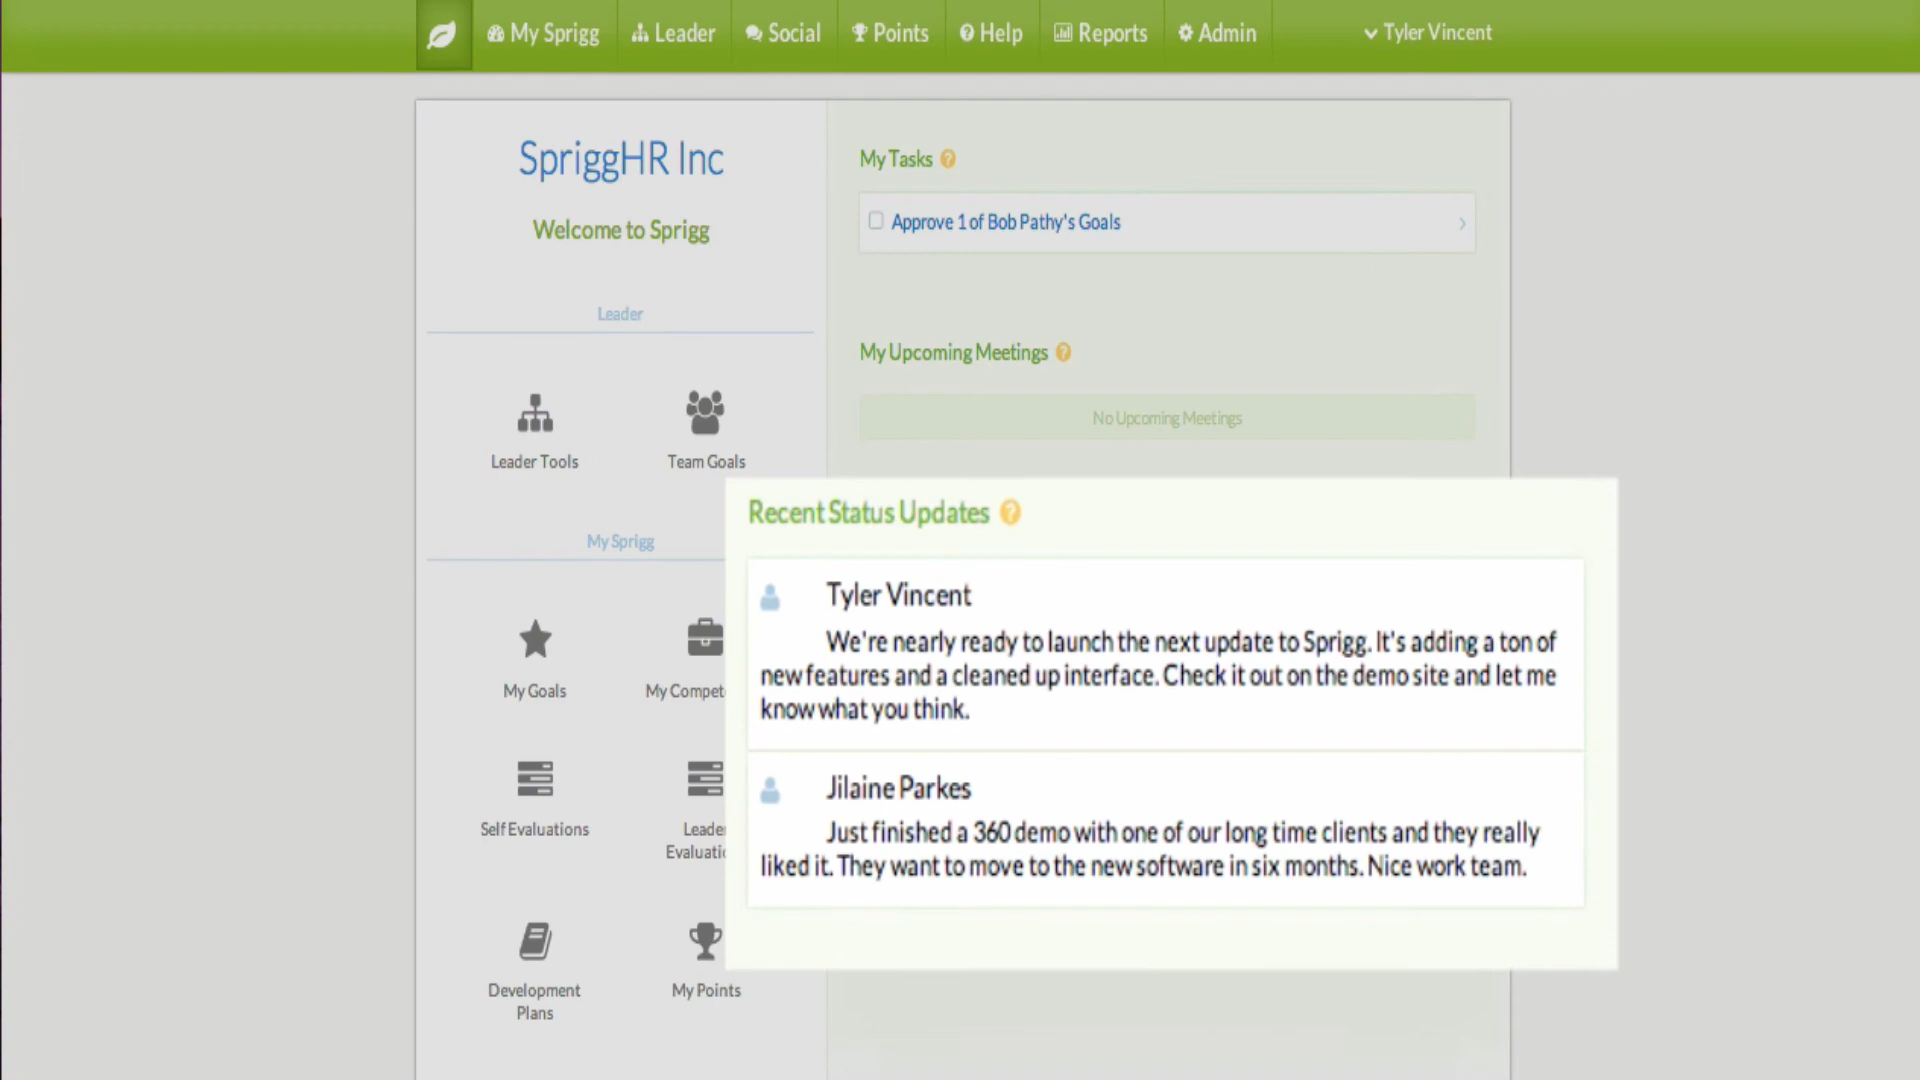 My Sprigg
Leader
Social
Points
Help
Reports
Admin
Tyler Vincent
SpriggHR Inc
Welcome to Sprigg
Leader
Leader Tools
Team Goals
My Sprigg
My Goals
My Compet
Self Evaluations
Leader
Evaluatio
Development
Plans
My Points
My Tasks ?
Approve 1 of Bob Pathy's Goals
My Upcoming Meetings ?
No Upcoming Meetings
Recent Status Updates ?
Tyler Vincent
We're nearly ready to launch the next update to Sprigg. It's adding a ton of
new features and a cleaned up interface. Check it out on the demo site and let me
know what you think.
Jilaine Parkes
Just finished a 360 demo with one of our long time clients and they really
liked it. They want to move to the new software in six months. Nice work team.